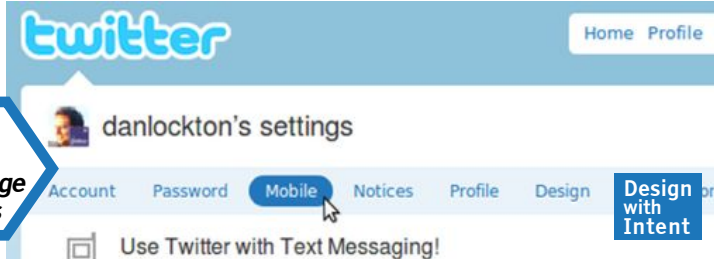 twitter
Home Profile
danlockton's settings
Account Password Mobile Notices Profile Design
Design
with
Intent
Use Twitter with Text Messaging!